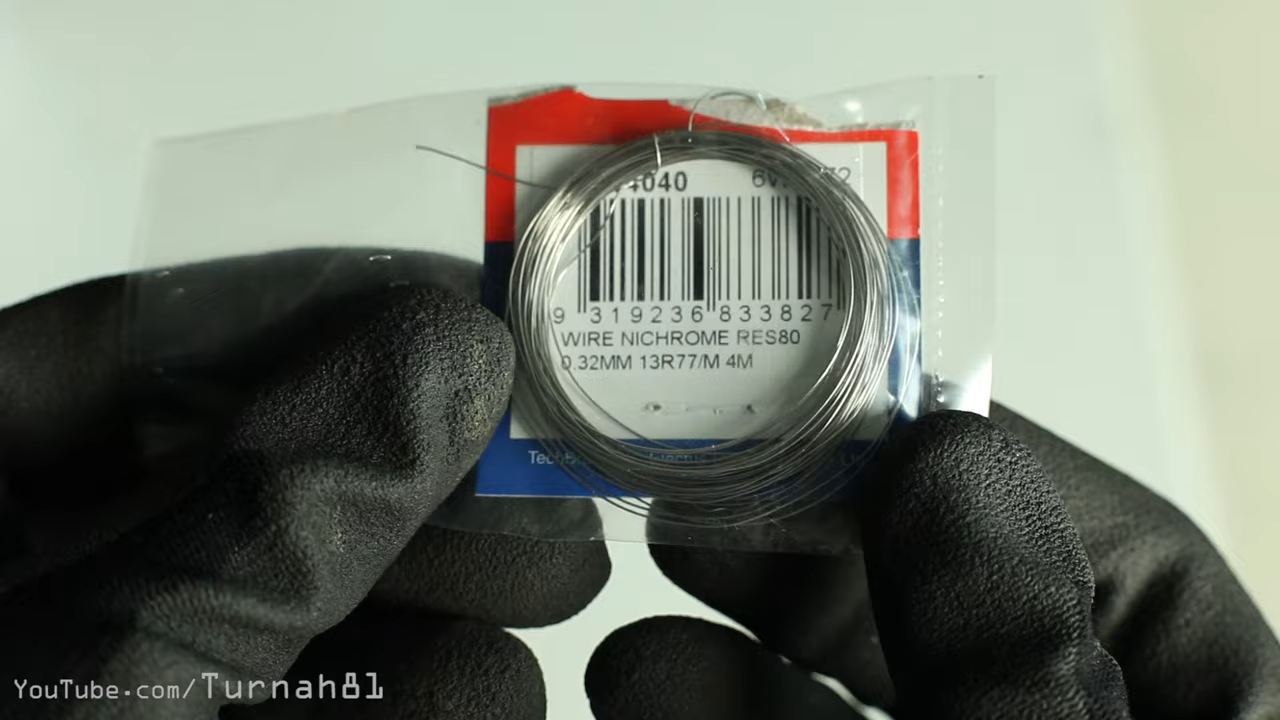 4040
9 319236 833827
WIRE NICHROME RES80
0.32MM 13R77/M 4M
YouTube.com/Turnah81